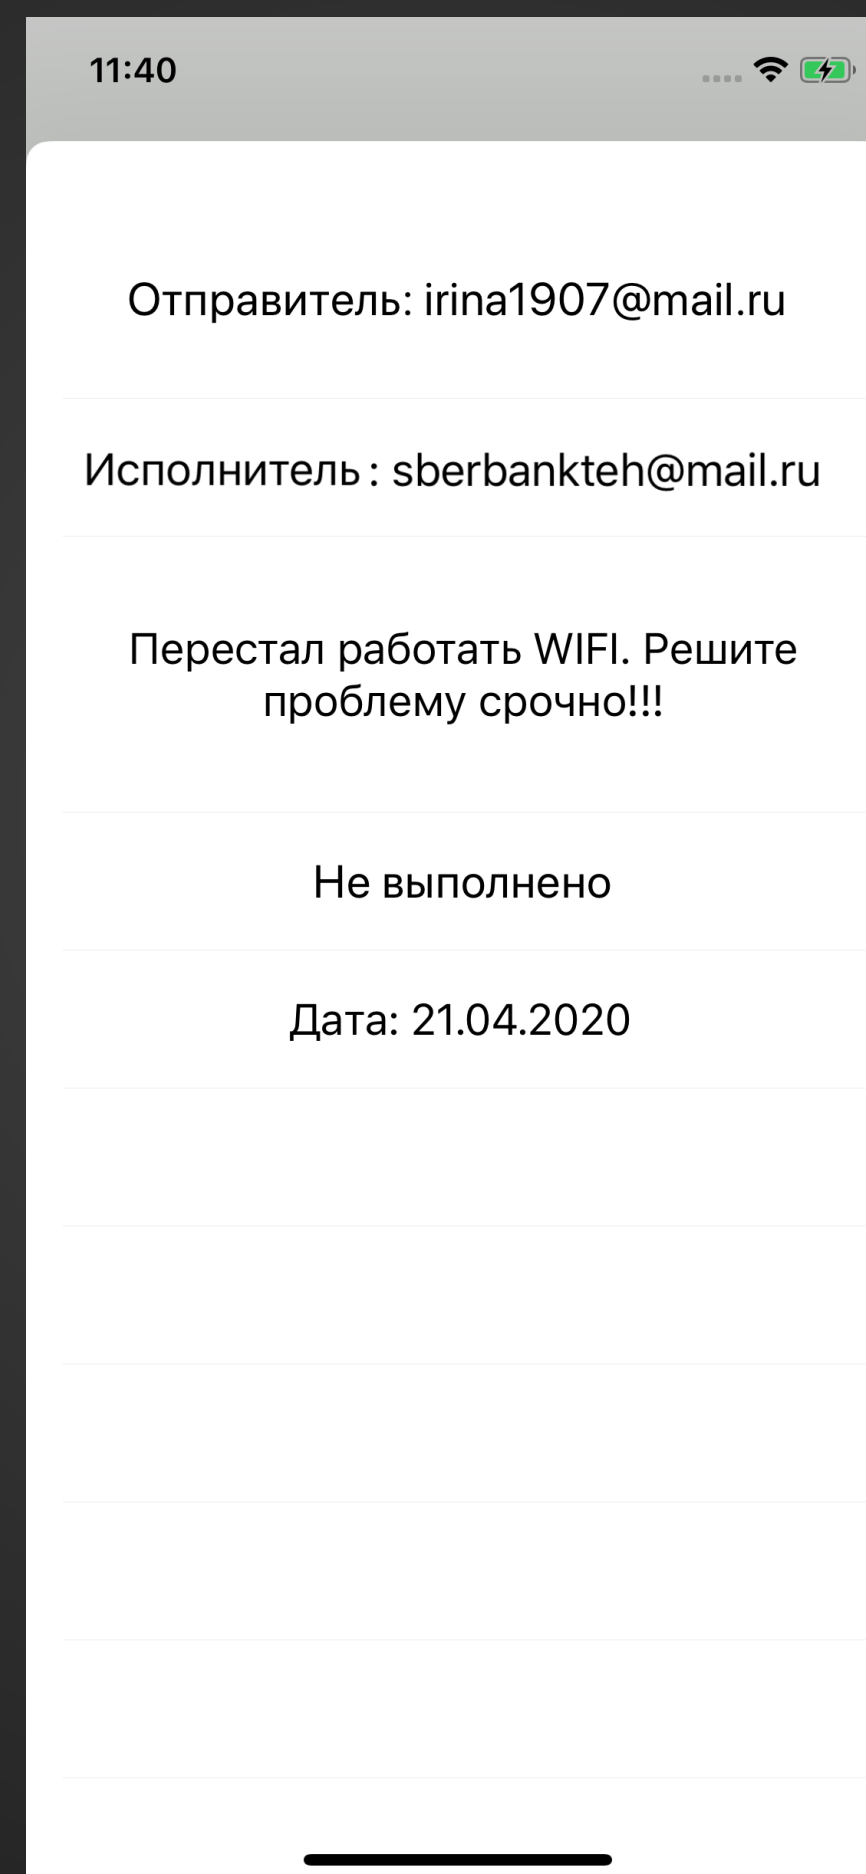 11:40
Отправитель: irina1907@mail.ru
Исполнитель : sberbankteh@mail.ru
Перестал работать WIFI. Решите
проблему срочно!!!
Не выполнено
Дата: 21.04.2020